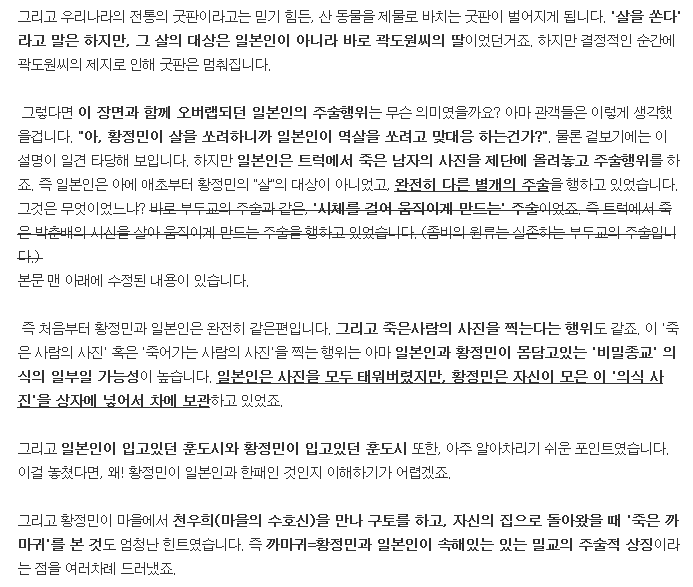 그리고 우리나라의 전통의 굿판이라고는 믿기 힘든, 산 동물을 제물로 바치는 굿판이 벌어지게 됩니다. '살을 쏜다'
라고 말은 하지만, 그 살의 대상은 일본인이 아니라 바로 곽도원씨의 딸이었던거죠. 하지만 결정적인 순간에
곽도원씨의 제지로 인해 굿판은 멈춰집니다.
그렇다면 이 장면과 함께 오버랩되던 일본인의 주술행위는 무슨 의미였을까요? 아마 관객들은 이렇게 생각했
을겁니다. "아, 황정민이 살을 쏘려하니까 일본인이 역살을 쏘려고 맞대응 하는건가?". 물론 겉보기에는 이
설명이 일견 타당해 보입니다. 하지만 일본인은 트럭에서 죽은 남자의 사진을 제단에 올려놓고 주술행위를 하
죠. 즉 일본인은 아에 애초부터 황정민의 "살"의 대상이 아니었고, 완전히 다른 별개의 주술을 행하고 있었습니다.
그것은 무엇이었느냐? 바로 부두교의 주술과 같은, '시체를 걸어 움직이게 만드는' 주술이었죠. 즉 트럭에서 죽
은 박춘배의 시신을 살아 움직이게 만드는 주술을 행하고 있었습니다. (좀비의 원류는 실존하는 부두교의 주술입니
다.)
본문 맨 아래에 수정된 내용이 있습니다.
즉 처음부터 황정민과 일본인은 완전히 같은편입니다. 그리고 죽은사람의 사진을 찍는다는 행위도 같죠. 이 '죽
은 사람의 사진' 혹은 '죽어가는 사람의 사진'을 찍는 행위는 아마 일본인과 황정민이 몸담고있는 '비밀종교' 의
식의 일부일 가능성이 높습니다. 일본인은 사진을 모두 태워버렸지만, 황정민은 자신이 모은 이 '의식 사
진'을 상자에 넣어서 차에 보관하고 있었죠.
그리고 일본인이 입고있던 훈도시와 황정민이 입고있던 훈도시 또한, 아주 알아차리기 쉬운 포인트였습니다.
이걸 놓쳤다면, 왜! 황정민이 일본인과 한패인 것인지 이해하기가 어렵겠죠.
그리고 황정민이 마을에서 천우희(마을의 수호신)을 만나 구토를 하고, 자신의 집으로 돌아왔을 때 '죽은 까
마귀'를 본 것도 엄청난 힌트였습니다. 즉 까마귀=황정민과 일본인이 속해있는 있는 밀교의 주술적 상징이라
는 점을 여러차례 드러냈죠.